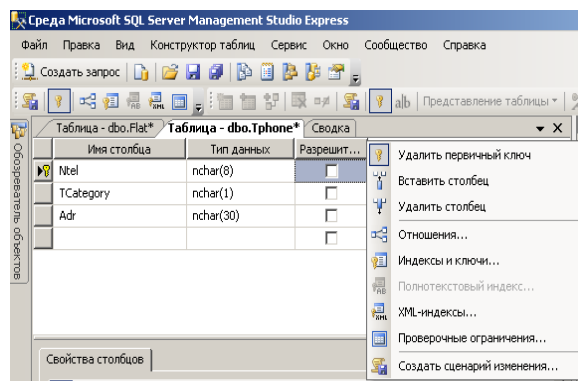 Среда Microsoft SQL Server Management Studio Express
Файл Правка Вид Конструктор таблиц Сервис Окно Сообщество Справка
Создать запрос
a|b Представление таблицы
Таблица - dbo.Flat* Таблица - dbo.Tphone* Сводка
Обозреватель объектов
Имя столбца Тип данных Разрешит...
Ntel nchar(8)
TCategory nchar(1)
Adr nchar(30)
Удалить первичный ключ
Вставить столбец
Удалить столбец
Отношения...
Индексы и ключи...
Полнотекстовый индекс...
XML-индексы...
Проверочные ограничения...
Создать сценарий изменения...
Свойства столбцов